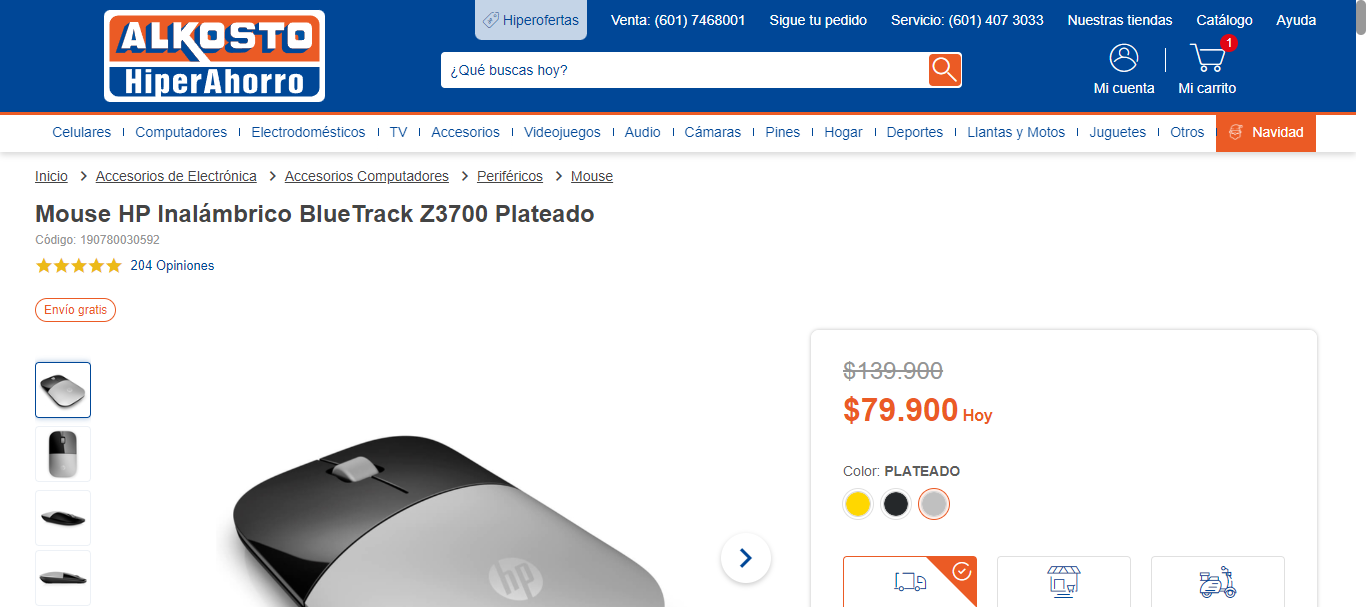 ALKOSTO
HiperAhorro
Hiperofertas
Venta: (601) 7468001
Sigue tu pedido
Servicio: (601) 407 3033
Nuestras tiendas
Catálogo
Ayuda
¿Qué buscas hoy?
Mi cuenta
1
Mi carrito
Celulares
Computadores
Electrodomésticos
TV
Accesorios
Videojuegos
Audio
Cámaras
Pines
Hogar
Deportes
Llantas y Motos
Juguetes
Otros
Navidad
Inicio > Accesorios de Electrónica > Accesorios Computadores > Periféricos > Mouse
Mouse HP Inalámbrico BlueTrack Z3700 Plateado
Código: 190780030592
204 Opiniones
Envío gratis
hp
$139.900
$79.900 Hoy
Color: PLATEADO